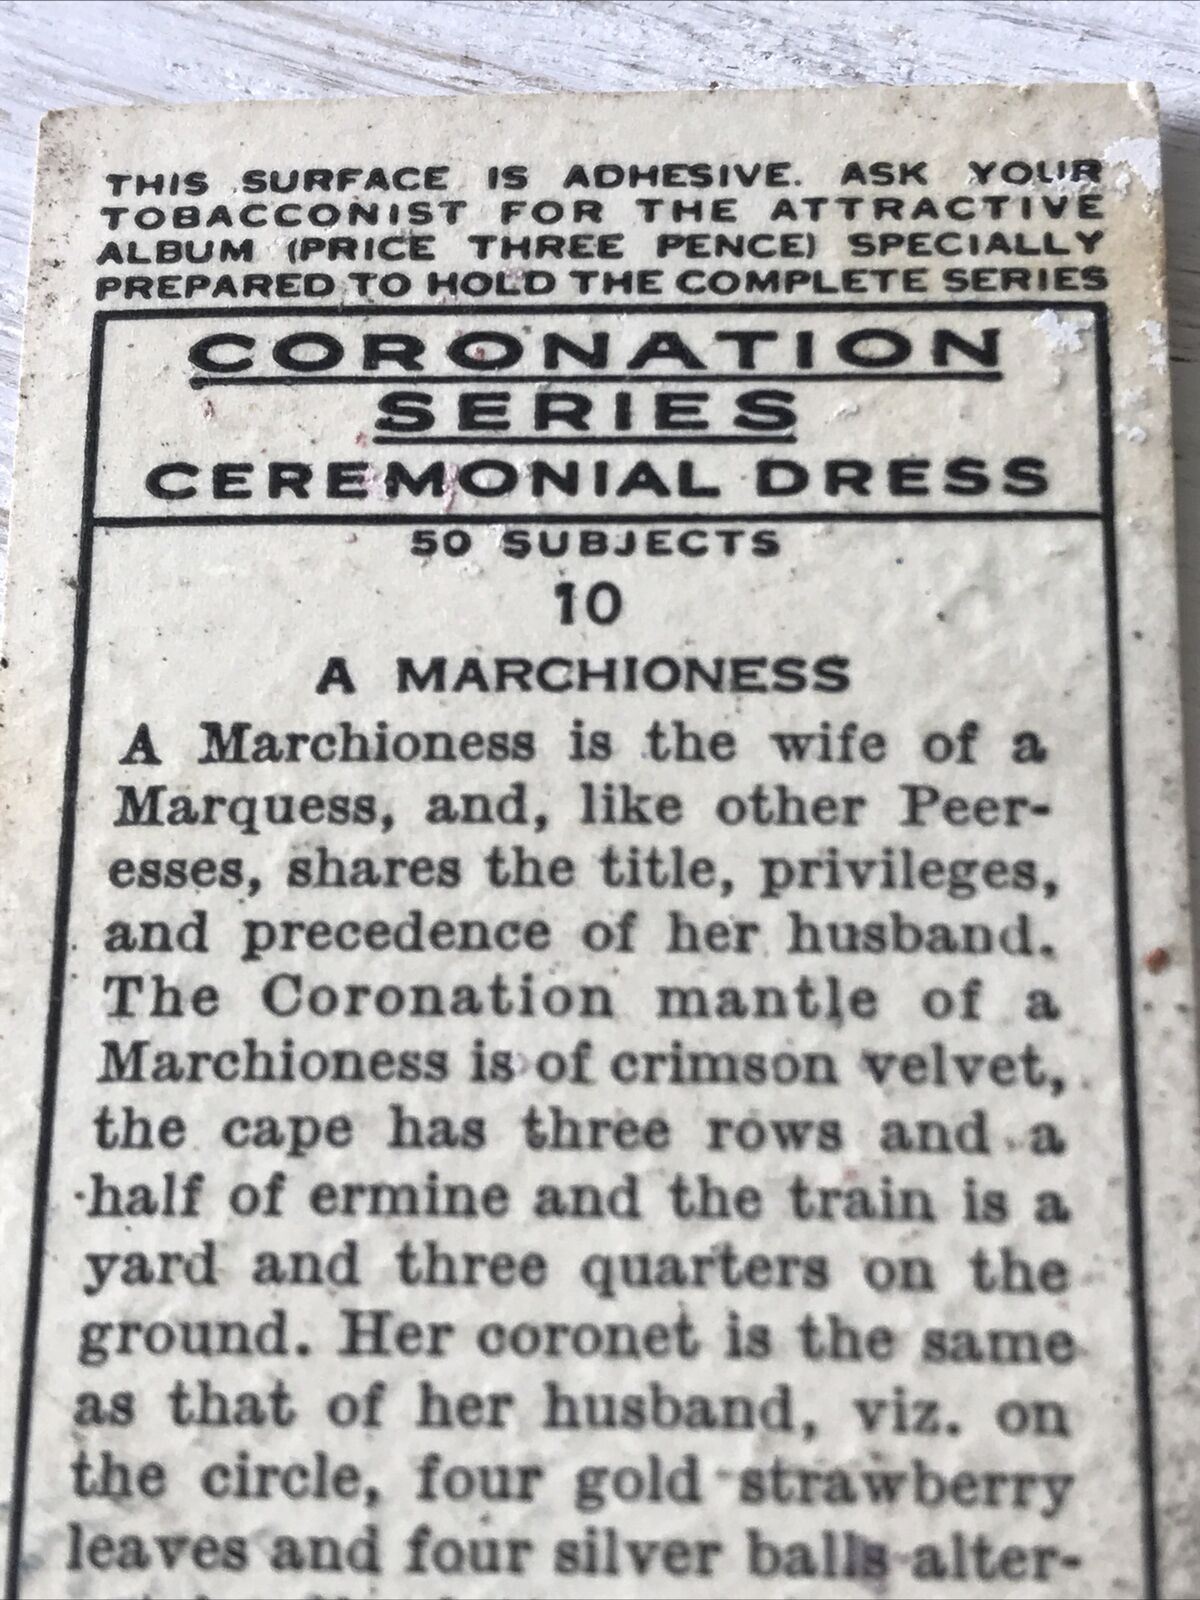 THIS SURFACE IS ADHESIVE. ASK YOUR
TOBACCONIST FOR THE ATTRACTIVE
ALBUM (PRICE THREE PENCE) SPECIALLY
PREPARED TO HOLD THE COMPLETE SERIES
CORONATION
SERIES
CEREMONIAL DRESS
50 SUBJECTS
10
A MARCHIONESS
A Marchioness is the wife of a
Marquess, and, like other Peer-
esses, shares the title, privileges,
and precedence of her husband.
The Coronation mantle of a
Marchioness is of crimson velvet,
the cape has three rows and a
half of ermine and the train is a
yard and three quarters on the
ground. Her coronet is the same
as that of her husband, viz. on
the circle, four gold strawberry
leaves and four silver balls alter-